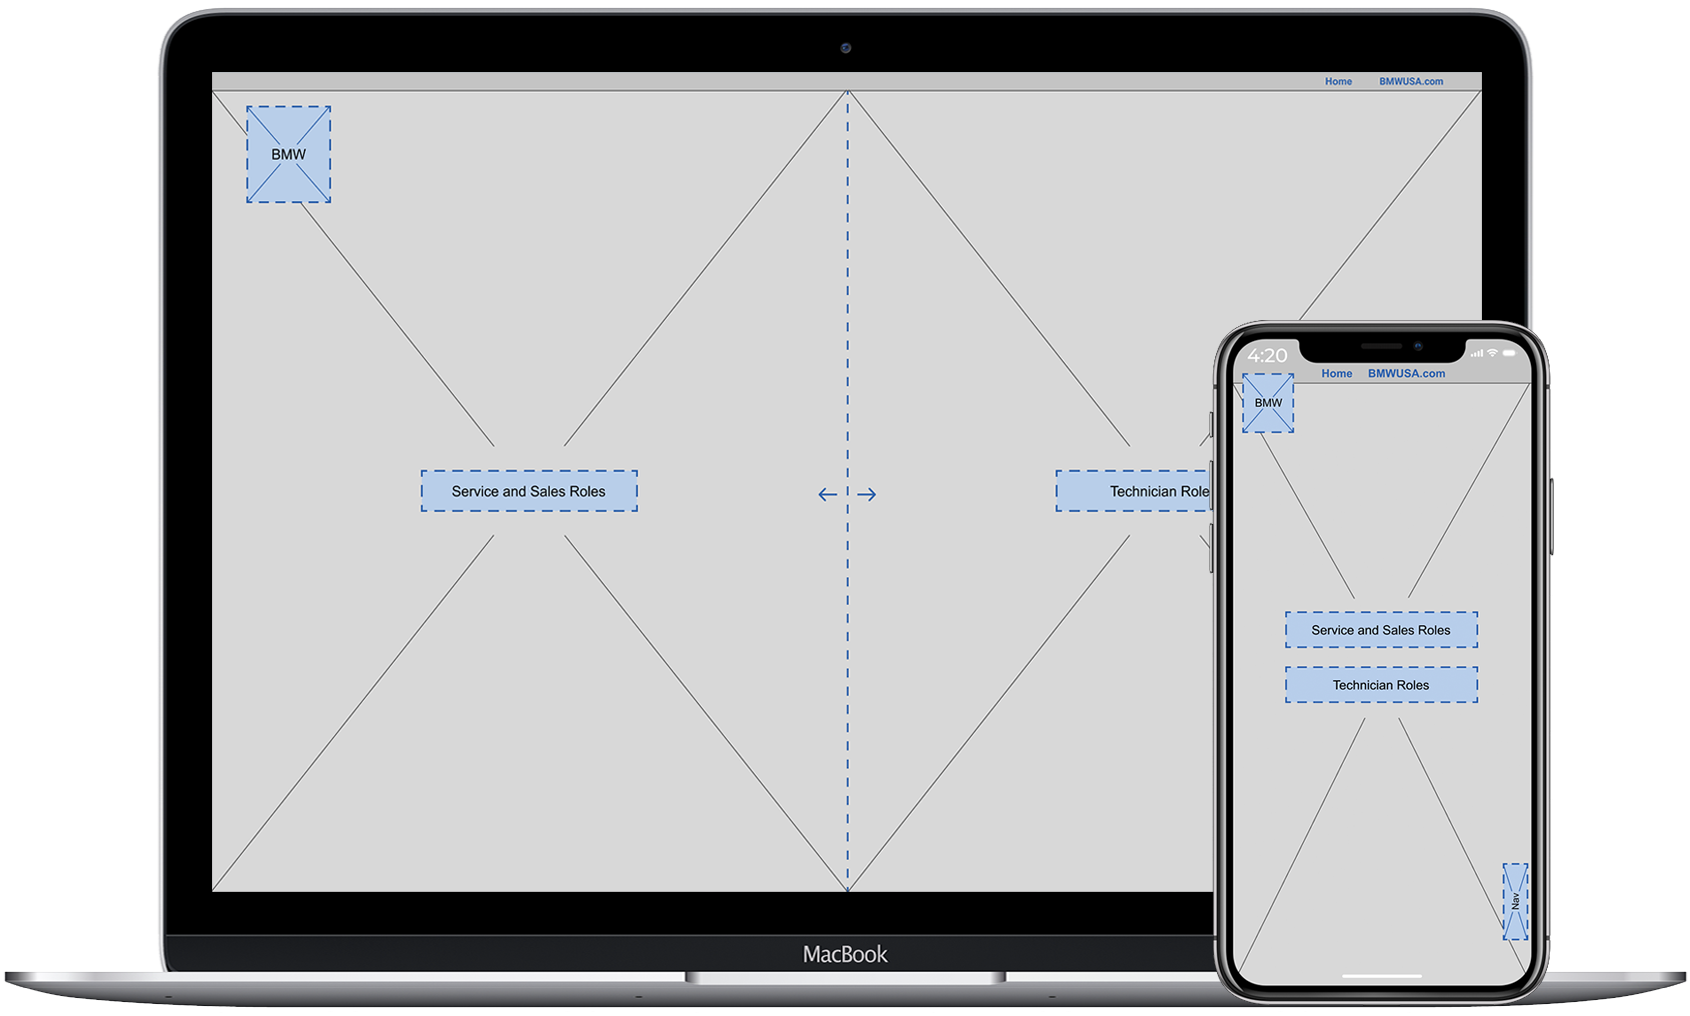 Home BMWUSA.com
BMW
Service and Sales Roles
Technician Role
MacBook
4:20
Home BMWUSA.com
BMW
Service and Sales Roles
Technician Roles
Nav